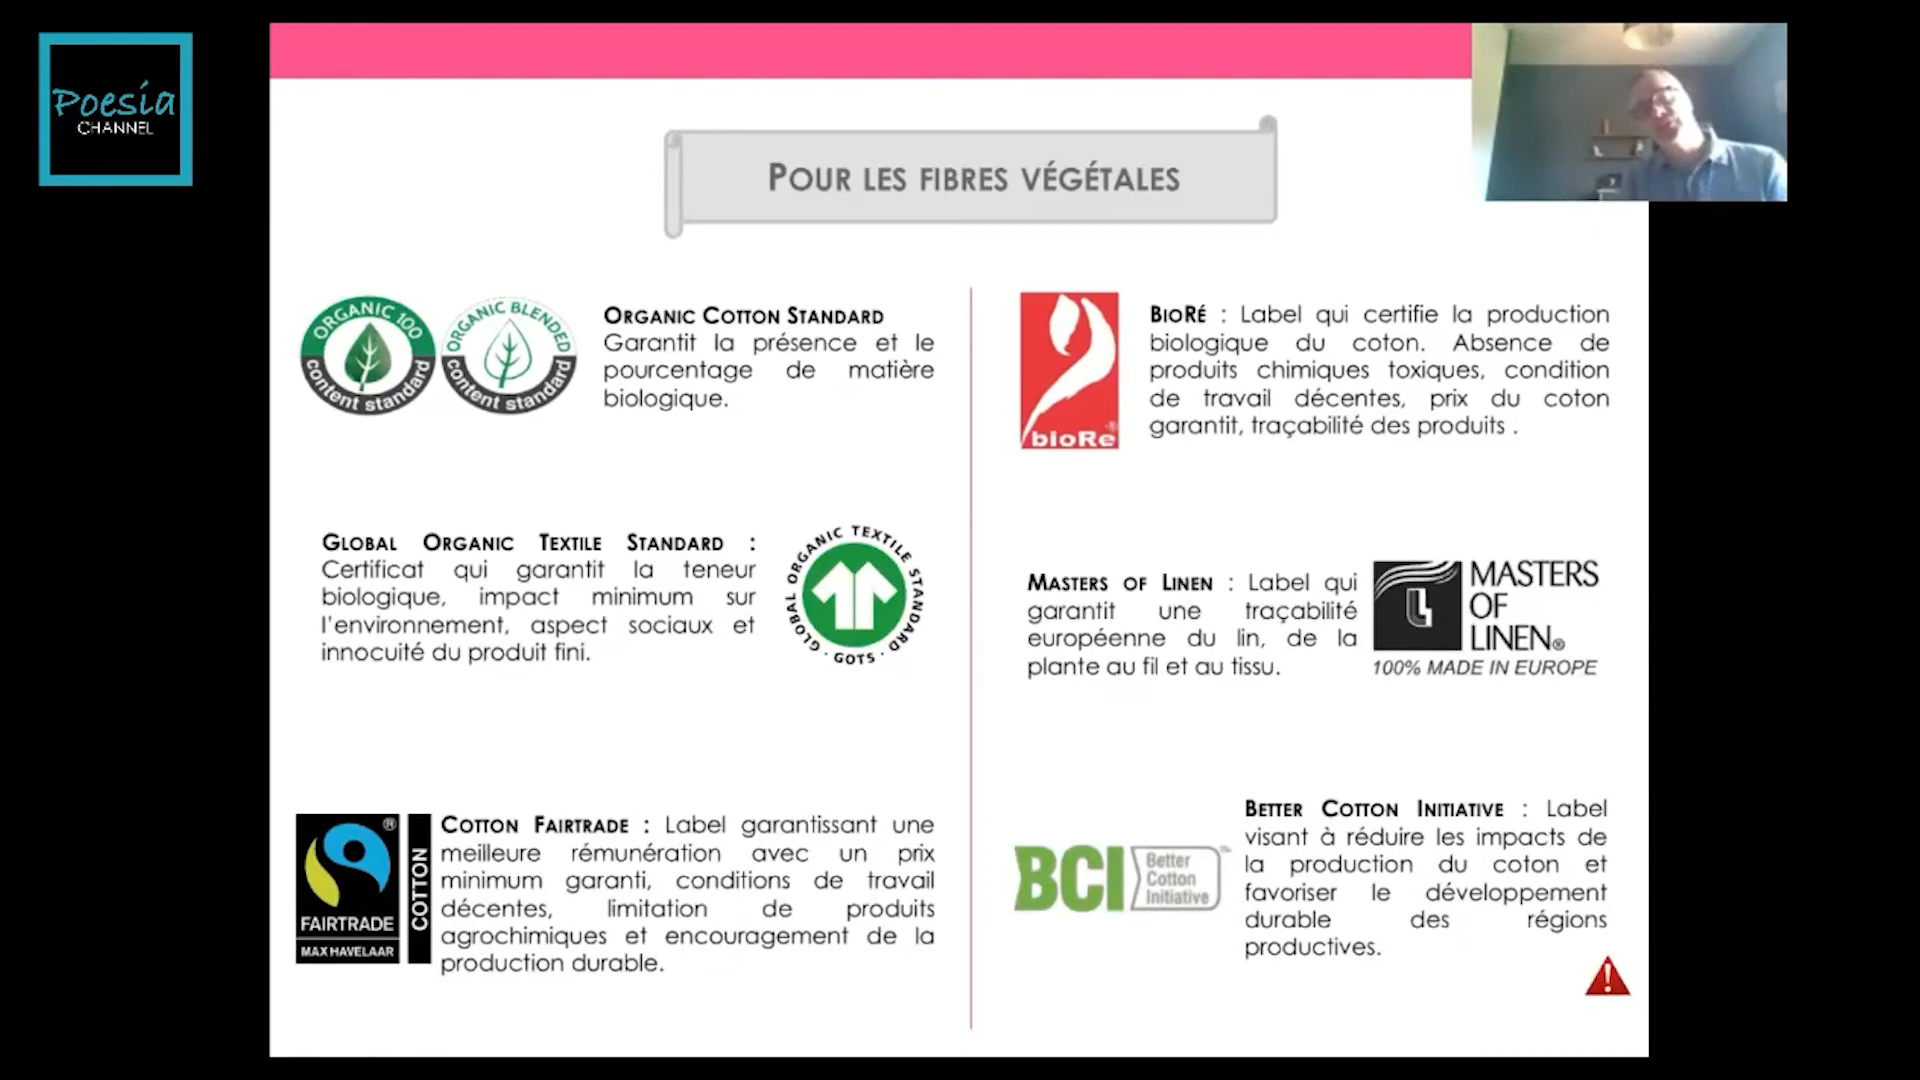 Poesía
CHANNEL
POUR LES FIBRES VÉGÉTALES
ORGANIC 100
content standard
ORGANIC BLENDED
content standard
ORGANIC COTTON STANDARD
Garantit la présence et le
pourcentage de matière
biologique.
GLOBAL ORGANIC TEXTILE STANDARD :
Certificat qui garantit la teneur
biologique, impact minimum sur
l'environnement, aspect sociaux et
innocuité du produit fini.
GLOBAL ORGANIC TEXTILE STANDARD · GOTS ·
FAIRTRADE
MAX HAVELAAR
COTTON
COTTON FAIRTRADE : Label garantissant une
meilleure rémunération avec un prix
minimum garanti, conditions de travail
décentes, limitation de produits
agrochimiques et encouragement de la
production durable.
bioRe®
BIORÉ : Label qui certifie la production
biologique du coton. Absence de
produits chimiques toxiques, condition
de travail décentes, prix du coton
garantit, traçabilité des produits .
MASTERS OF LINEN : Label qui
garantit une traçabilité
européenne du lin, de la
plante au fil et au tissu.
MASTERS
OF
LINEN®
100% MADE IN EUROPE
BCI
Better
Cotton
Initiative
BETTER COTTON INITIATIVE : Label
visant à réduire les impacts de
la production du coton et
favoriser le développement
durable des régions
productives.